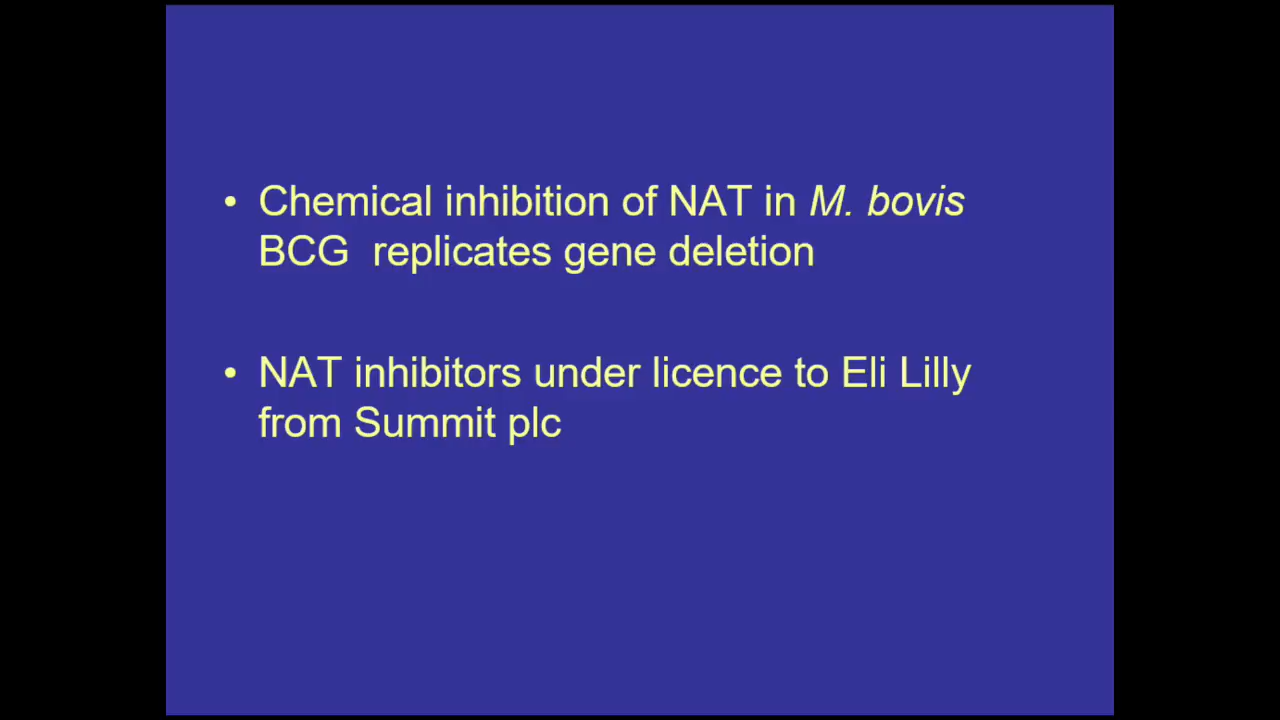 • Chemical inhibition of NAT in M. bovis
BCG  replicates gene deletion
• NAT inhibitors under licence to Eli Lilly
from Summit plc